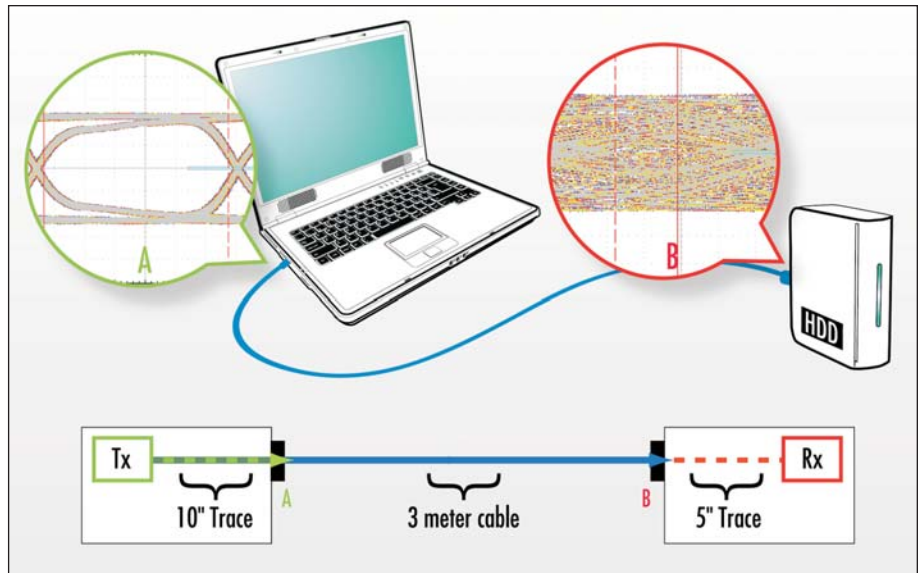 A
B
HDD
Tx
10" Trace
A
3 meter cable
B
5" Trace
Rx